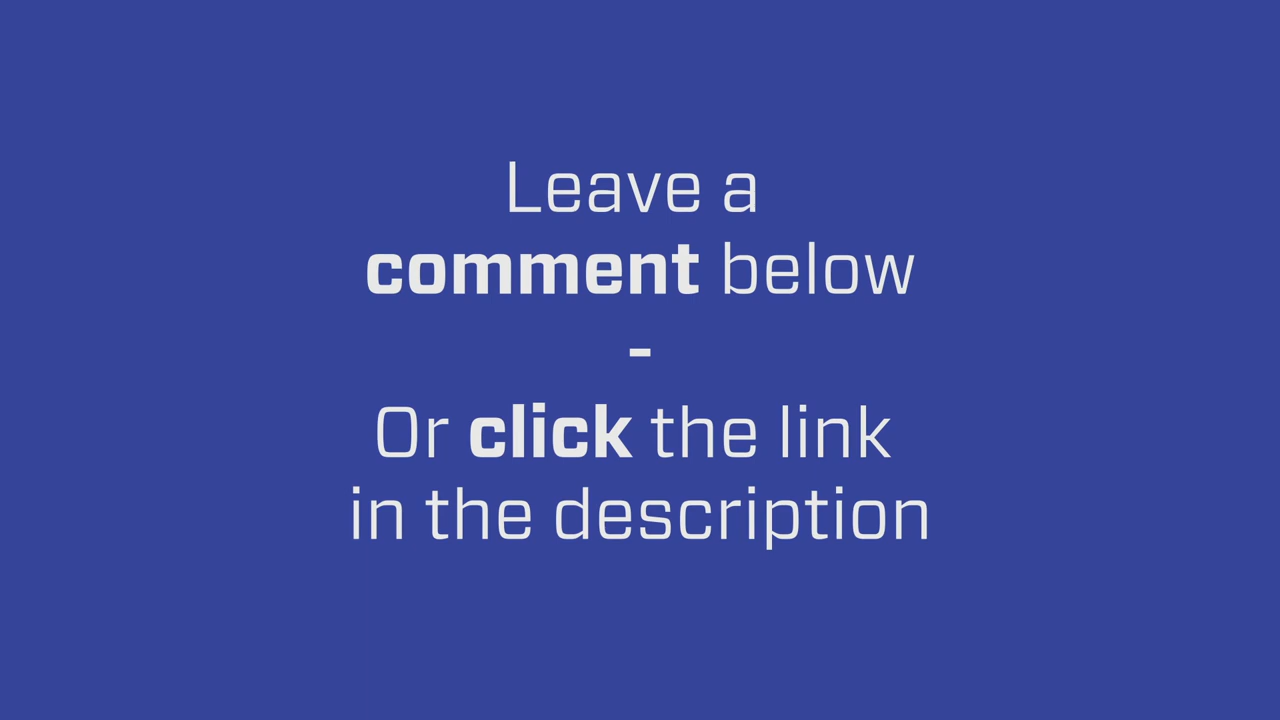 Leave a
comment below
-
Or click the link
in the description